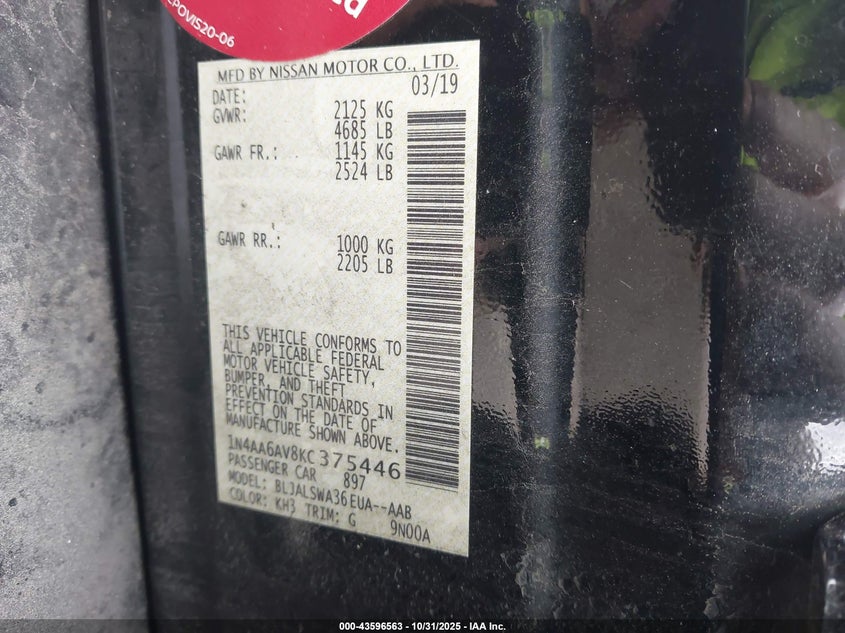 POVIS20-06
MFD BY NISSAN MOTOR CO., LTD.
DATE: 03/19
GVWR: 2125 KG
4685 LB
GAWR FR.: 1145 KG
2524 LB
GAWR RR.: 1000 KG
2205 LB
THIS VEHICLE CONFORMS TO
ALL APPLICABLE FEDERAL
MOTOR VEHICLE SAFETY,
BUMPER, AND THEFT
PREVENTION STANDARDS IN
EFFECT ON THE DATE OF
MANUFACTURE SHOWN ABOVE.
1N4AA6AV8KC375446
PASSENGER CAR 897
MODEL: BLJALSWA36EUA--AAB
COLOR: KH3 TRIM: G 9N00A
000-43596563 - 10/31/2025 - IAA Inc.